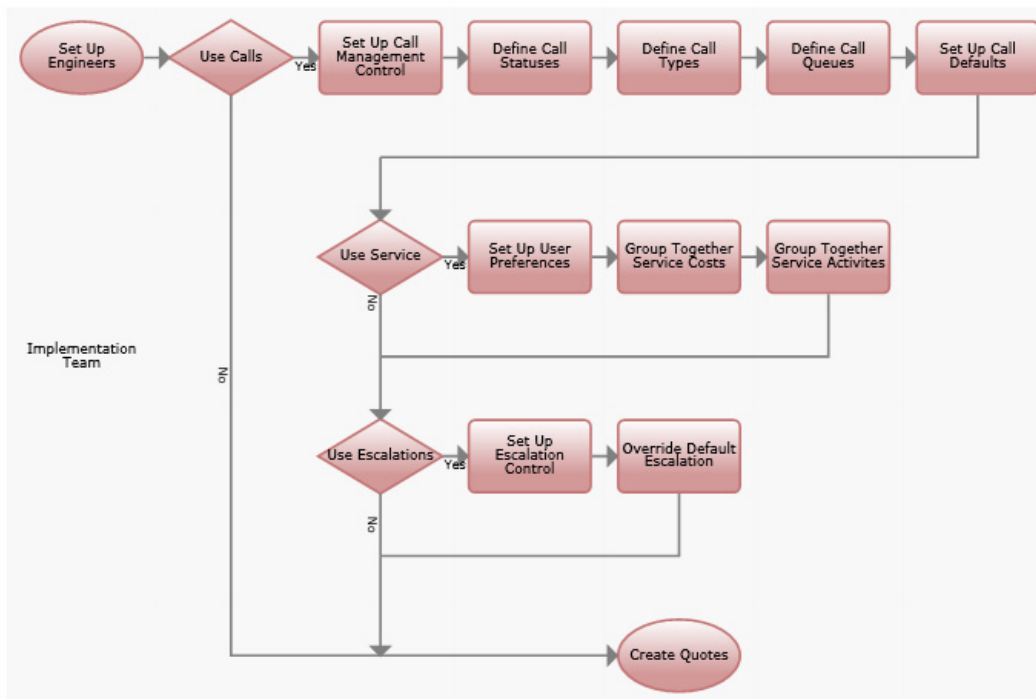 Set Up
Engineers
Use Calls
Yes
Set Up Call
Management
Control
Define Call
Statuses
Define Call
Types
Define Call
Queues
Set Up Call
Defaults
Use Service
Yes
Set Up User
Preferences
Group Together
Service Costs
Group Together
Service Activites
No
Implementation
Team
No
Use Escalations
Yes
Set Up
Escalation
Control
Override Default
Escalation
No
Create Quotes